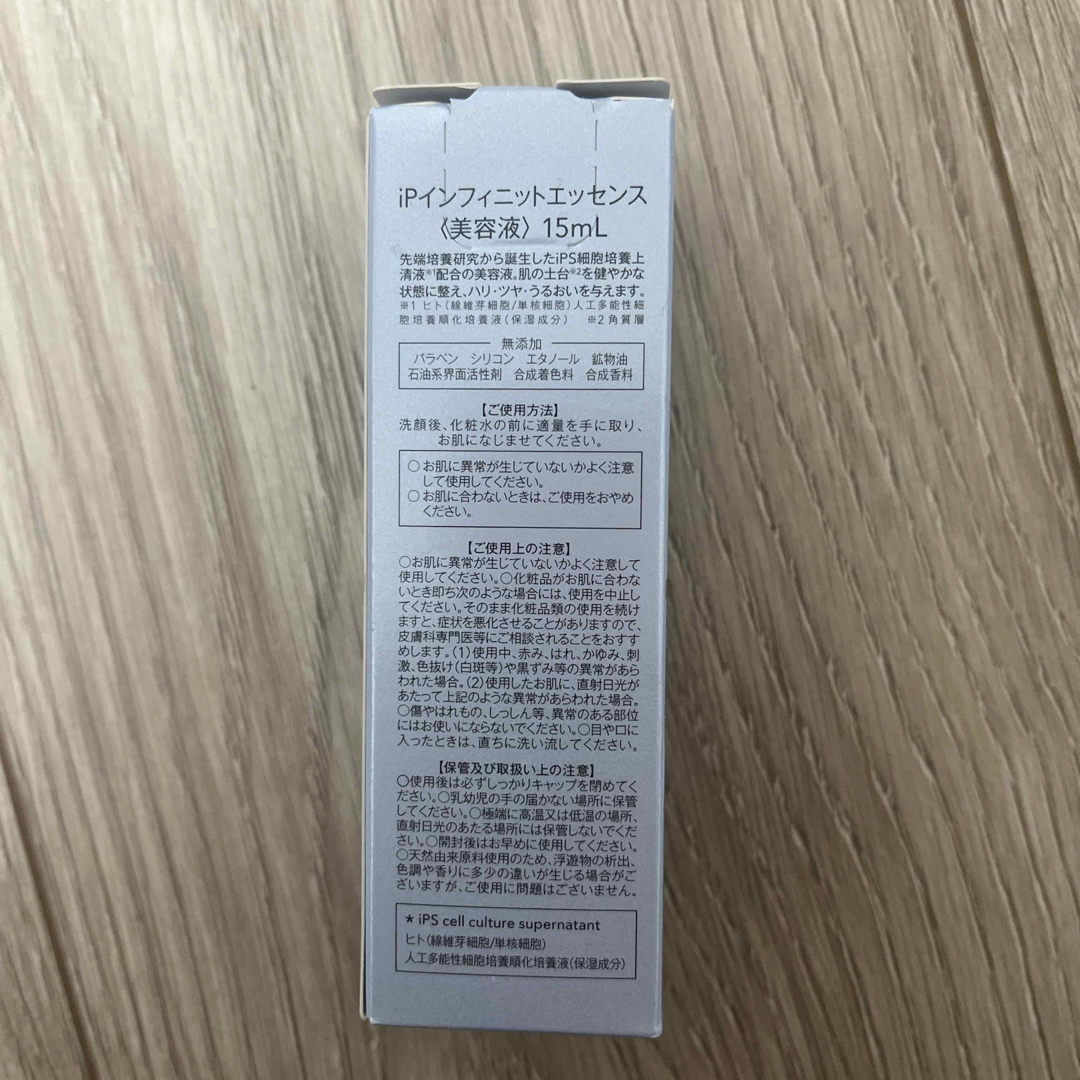 iPインフィニットエッセンス
〈美容液〉 15mL
先端培養研究から誕生したiPS細胞培養上
清液※1配合の美容液。肌の土台※2を健やかな
状態に整え、ハリ・ツヤ・うるおいを与えます。
※1 ヒト(線維芽細胞/単核細胞)人工多能性細
胞培養順化培養液(保湿成分) ※2 角質層
無添加
パラベン シリコン エタノール 鉱物油
石油系界面活性剤 合成着色料 合成香料
【ご使用方法】
洗顔後、化粧水の前に適量を手に取り、
お肌になじませてください。
○お肌に異常が生じていないかよく注意
して使用してください。
○お肌に合わないときは、ご使用をおやめ
ください。
【ご使用上の注意】
○お肌に異常が生じていないかよく注意して
使用してください。○化粧品がお肌に合わな
いとき即ち次のような場合には、使用を中止し
てください。そのまま化粧品類の使用を続け
ますと、症状を悪化させることがありますので、
皮膚科専門医等にご相談されることをおすす
めします。(1)使用中、赤み、はれ、かゆみ、刺
激、色抜け(白斑等)や黒ずみ等の異常があら
われた場合。(2)使用したお肌に、直射日光が
あたって上記のような異常があらわれた場合。
○傷やはれもの、しっしん等、異常のある部位
にはお使いにならないでください。○目や口に
入ったときは、直ちに洗い流してください。
【保管及び取扱い上の注意】
○使用後は必ずしっかりキャップを閉めてく
ださい。○乳幼児の手の届かない場所に保管
してください。○極端に高温又は低温の場所、
直射日光のあたる場所には保管しないでくだ
さい。○開封後はお早めに使用してください。
○天然由来原料使用のため、浮遊物の析出、
色調や香りに多少の違いが生じる場合がご
ざいますが、ご使用に問題はございません。
* iPS cell culture supernatant
ヒト(線維芽細胞/単核細胞)
人工多能性細胞培養順化培養液(保湿成分)